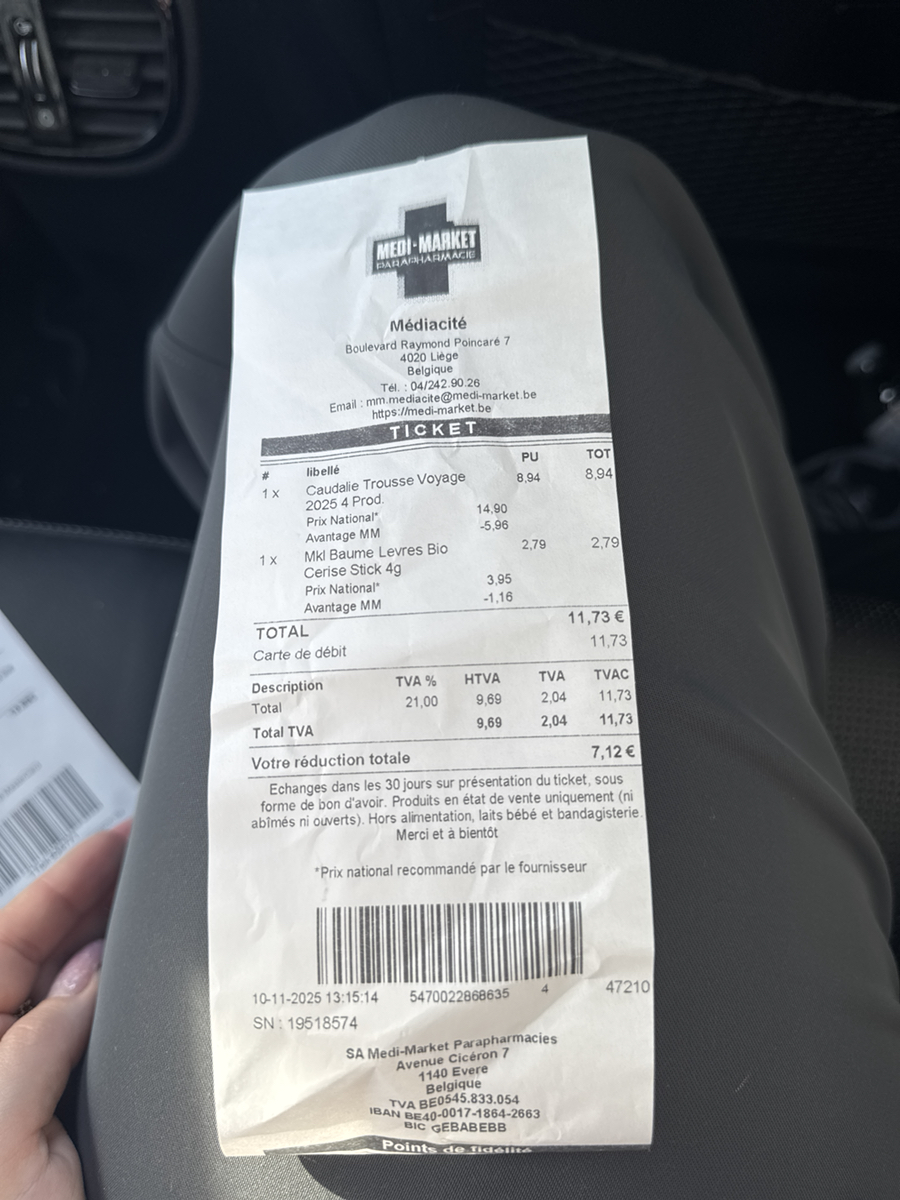 MEDI-MARKET
PARAPHARMACIE
Médiacité
Boulevard Raymond Poincaré 7
4020 Liège
Belgique
Tél. : 04/242.90.26
Email : mm.mediacite@medi-market.be
https://medi-market.be
TICKET
# libellé PU TOT
1 x Caudalie Trousse Voyage 8,94 8,94
2025 4 Prod.
Prix National* 14,90
Avantage MM -5,96
1 x Mkl Baume Levres Bio 2,79 2,79
Cerise Stick 4g
Prix National* 3,95
Avantage MM -1,16
TOTAL 11,73 €
Carte de débit 11,73
Description TVA % HTVA TVA TVAC
Total 21,00 9,69 2,04 11,73
Total TVA 9,69 2,04 11,73
Votre réduction totale 7,12 €
Echanges dans les 30 jours sur présentation du ticket, sous
forme de bon d'avoir. Produits en état de vente uniquement (ni
abîmés ni ouverts). Hors alimentation, laits bébé et bandagisterie.
Merci et à bientôt
*Prix national recommandé par le fournisseur
10-11-2025 13:15:14 5470022868635 4 47210
SN : 19518574
SA Medi-Market Parapharmacies
Avenue Cicéron 7
1140 Evere
Belgique
TVA BE0545.833.054
IBAN BE40-0017-1864-2663
BIC GEBABEBB
Points de fidélité